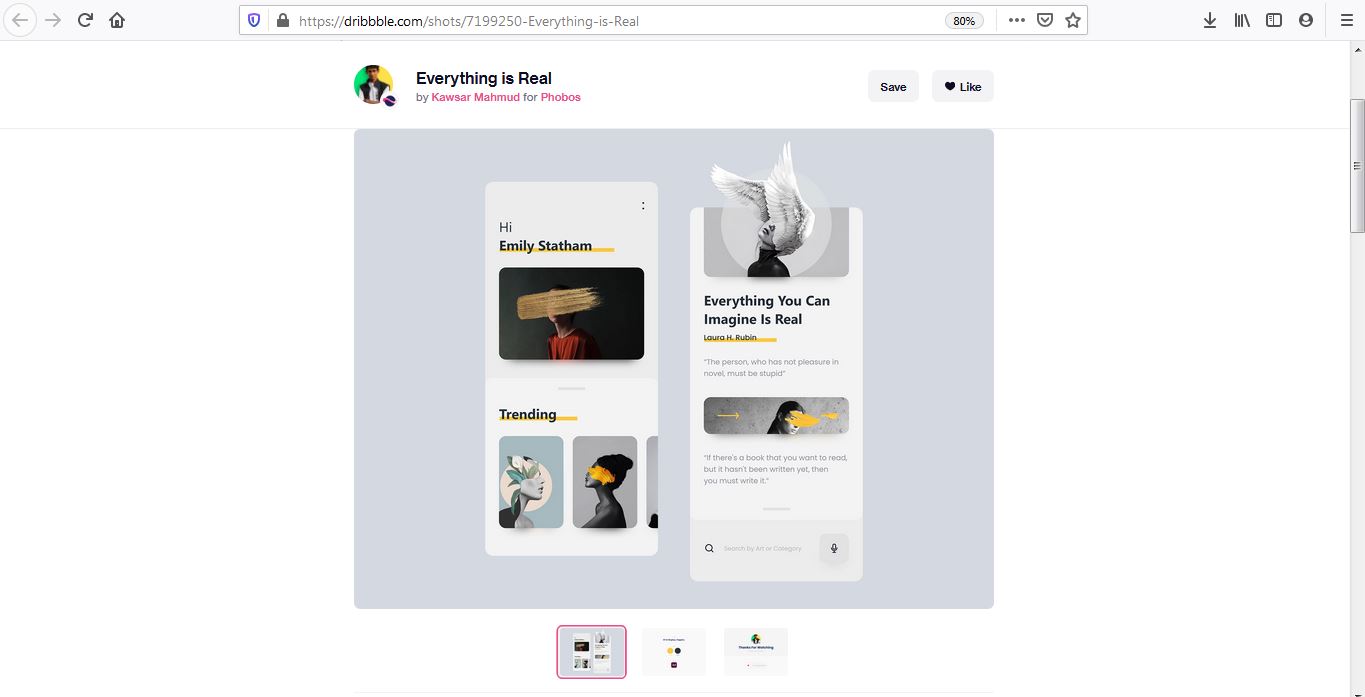 https://dribbble.com/shots/7199250-Everything-is-Real
80%
Everything is Real
by Kawsar Mahmud for Phobos
Save
Like
Hi
Emily Statham
Trending
Everything You Can
Imagine Is Real
Laura H. Rubin
“The person, who has not pleasure in
novel, must be stupid”
“If there's a book that you want to read,
but it hasn't been written yet, then
you must write it.”
Search by Art or Category
Thanks For Watching